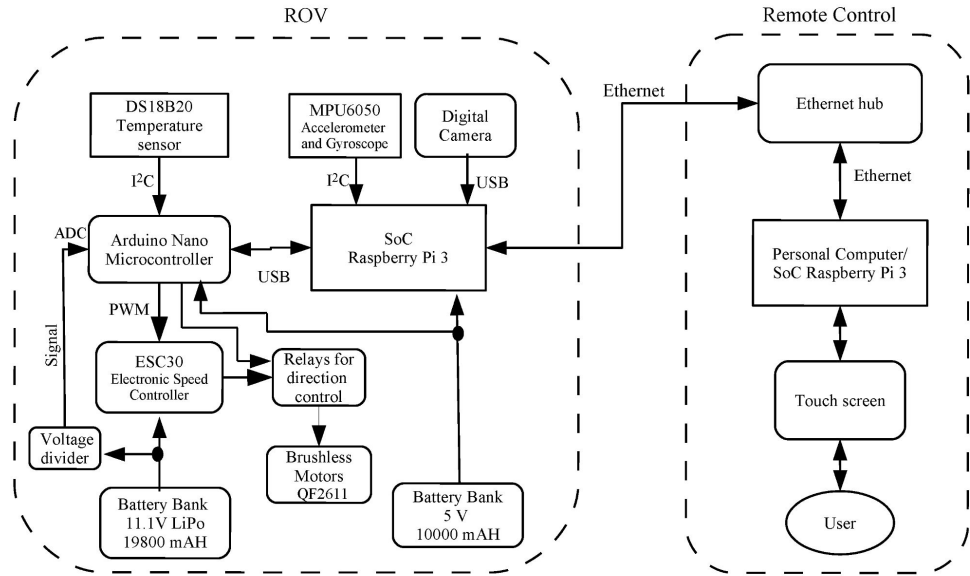 ROV
Remote Control
DS18B20
Temperature
sensor
MPU6050
Accelerometer
and Gyroscope
Digital
Camera
Ethernet
Ethernet hub
I²C
I²C
USB
Ethernet
ADC
Arduino Nano
Microcontroller
USB
SoC
Raspberry Pi 3
Personal Computer/
SoC Raspberry Pi 3
PWM
Signal
ESC30
Electronic Speed
Controller
Relays for
direction
control
Touch screen
Voltage
divider
Brushless
Motors
QF2611
Battery Bank
11.1V LiPo
19800 mAH
Battery Bank
5 V
10000 mAH
User